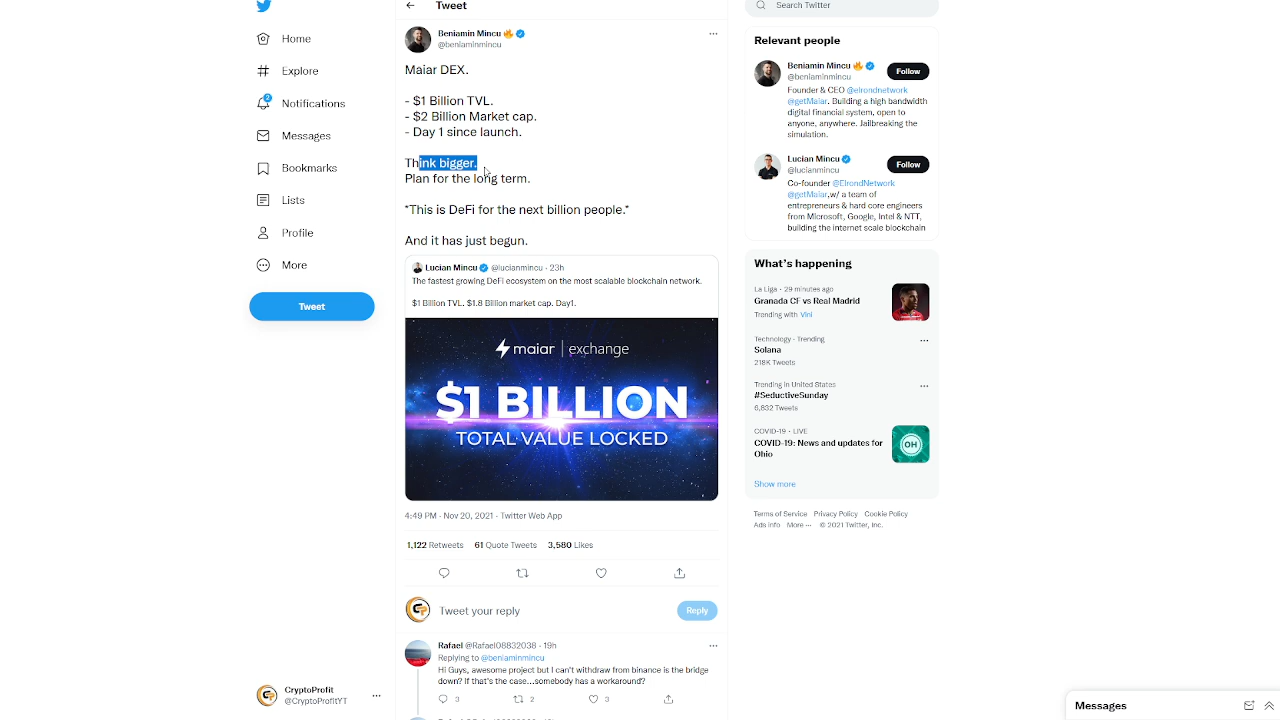 Tweet
Search Twitter
Home
Explore
2
Notifications
Messages
Bookmarks
Lists
Profile
More
Tweet
CryptoProfit
@CryptoProfitYT
Beniamin Mincu
@beniaminmincu
Maiar DEX.
- $1 Billion TVL.
- $2 Billion Market cap.
- Day 1 since launch.
Think bigger.
Plan for the long term.
"This is DeFi for the next billion people."
And it has just begun.
Lucian Mincu @lucianmincu · 23h
The fastest growing DeFi ecosystem on the most scalable blockchain network.
$1 Billion TVL. $1.8 Billion market cap. Day1.
maiar | exchange
$1 BILLION
TOTAL VALUE LOCKED
4:49 PM · Nov 20, 2021 · Twitter Web App
1,122 Retweets 61 Quote Tweets 3,580 Likes
Tweet your reply
Reply
Rafael @Rafael08832038 · 19h
Replying to @beniaminmincu
Hi Guys, awesome project but I can't withdraw from binance is the bridge
down? If that's the case...somebody has a workaround?
3 2 3
Relevant people
Beniamin Mincu
@beniaminmincu
Follow
Founder & CEO @elrondnetwork
@getMaiar. Building a high bandwidth
digital financial system, open to
anyone, anywhere. Jailbreaking the
simulation.
Lucian Mincu
@lucianmincu
Follow
Co-founder @ElrondNetwork
@getMaiar.w/ a team of
entrepreneurs & hard core engineers
from Microsoft, Google, Intel & NTT,
building the internet scale blockchain
What's happening
La Liga · 29 minutes ago
Granada CF vs Real Madrid
Trending with Vini
Technology · Trending
Solana
218K Tweets
Trending in United States
#SeductiveSunday
6,832 Tweets
COVID-19 · LIVE
COVID-19: News and updates for
Ohio
OH
Show more
Terms of Service Privacy Policy Cookie Policy
Ads info More ··· © 2021 Twitter, Inc.
Messages